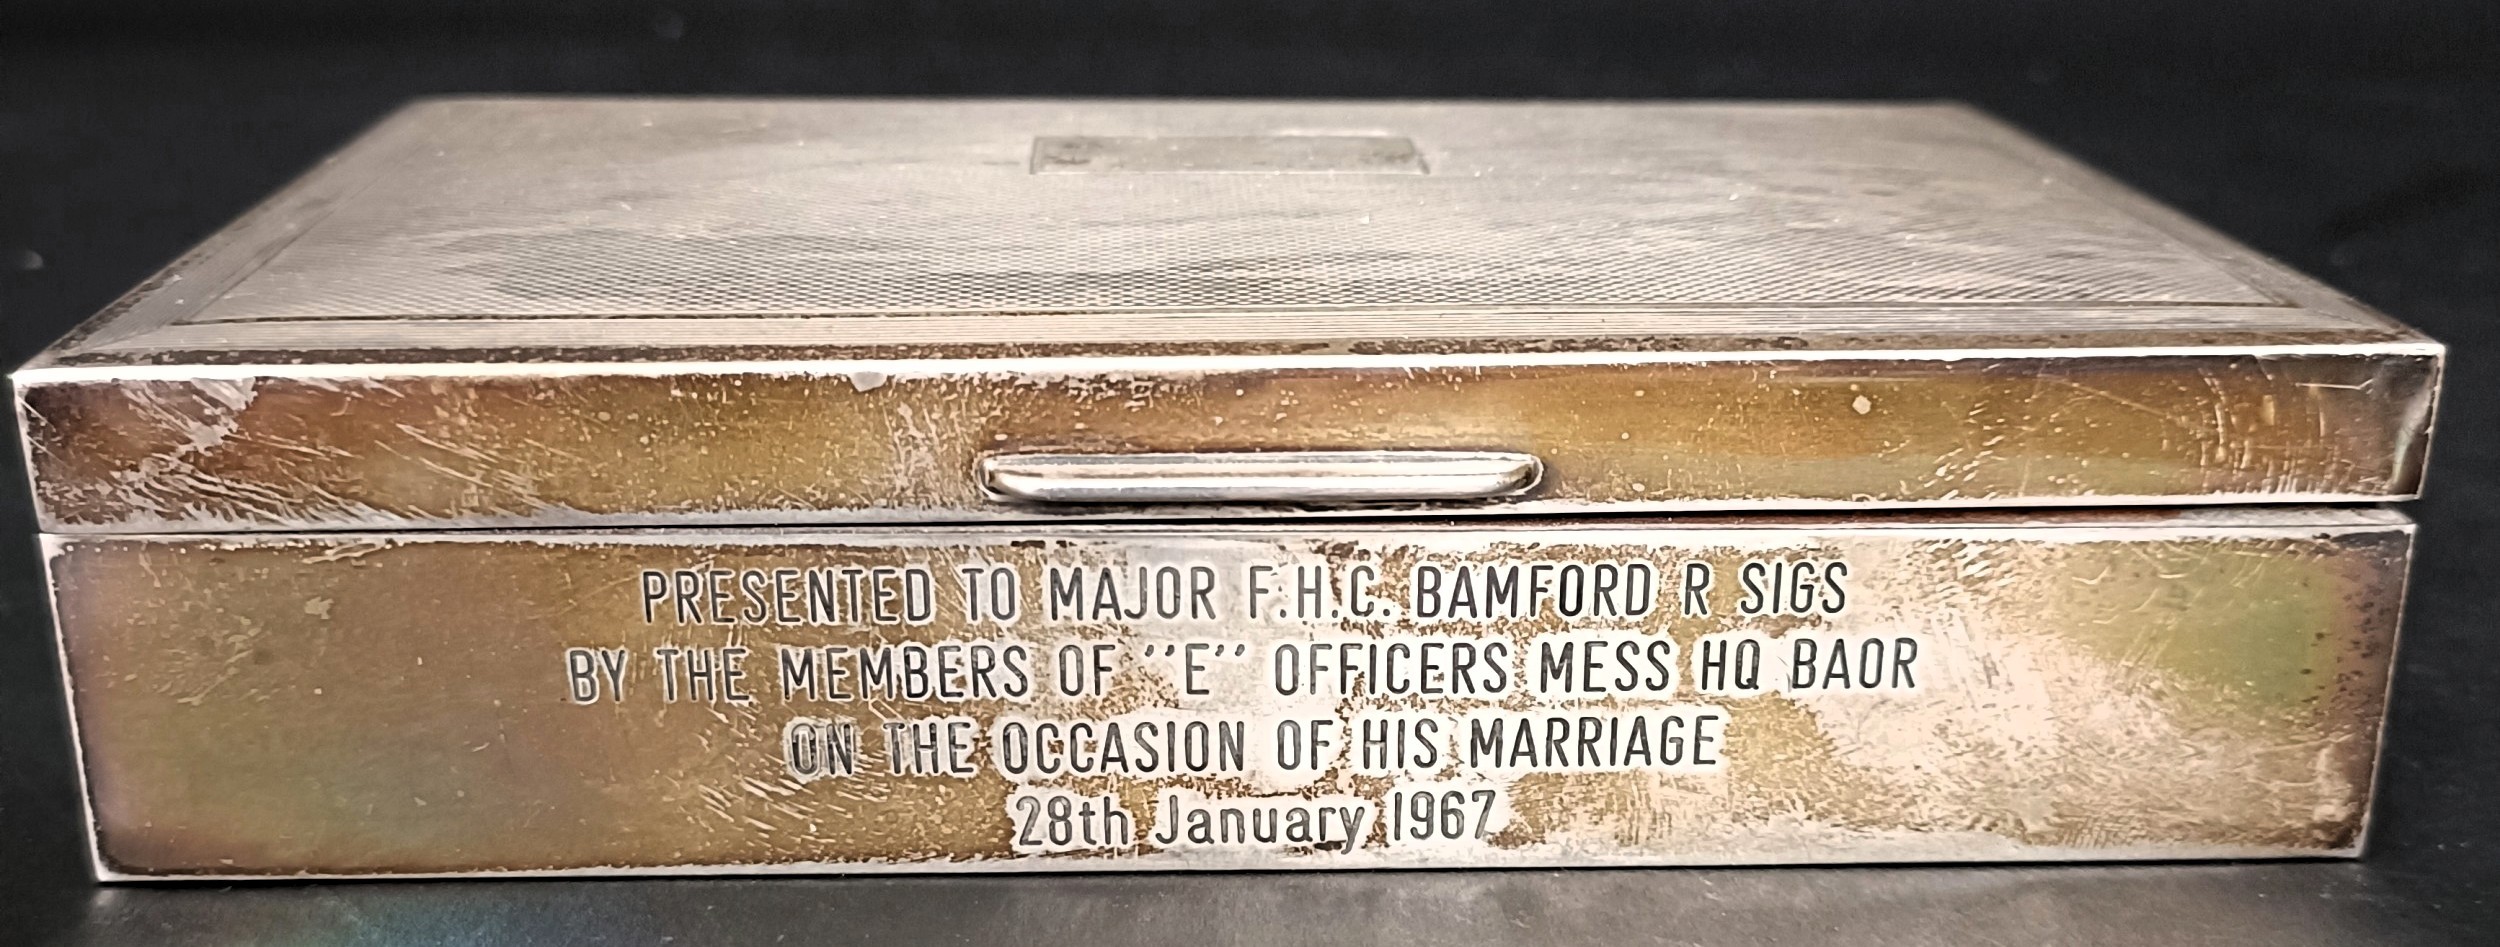 PRESENTED TO MAJOR F.H.C. BAMFORD R SIGS
BY THE MEMBERS OF "E" OFFICERS MESS HQ BAOR
ON THE OCCASION OF HIS MARRIAGE
28th January 1967